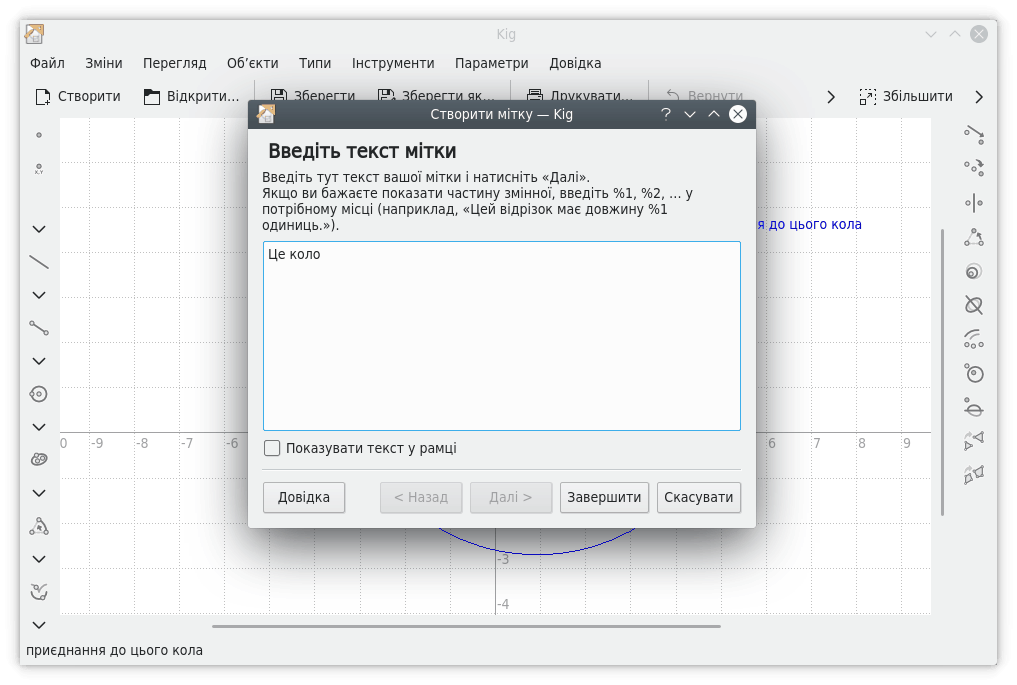 Kig
Файл Зміни Перегляд Об’єкти Типи Інструменти Параметри Довідка
Створити Відкрити... Зберегти Зберегти як... Друкувати... Вернути Збільшити
Створити мітку — Kig
Введіть текст мітки
Введіть тут текст вашої мітки і натисніть «Далі».
Якщо ви бажаєте показати частину змінної, введіть %1, %2, ... у
потрібному місці (наприклад, «Цей відрізок має довжину %1
одиниць.»).
я до цього кола
Це коло
0 -9 -8 -7 -6 6 7 8 9
Показувати текст у рамці
Довідка < Назад Далі > Завершити Скасувати
-3
-4
приєднання до цього кола